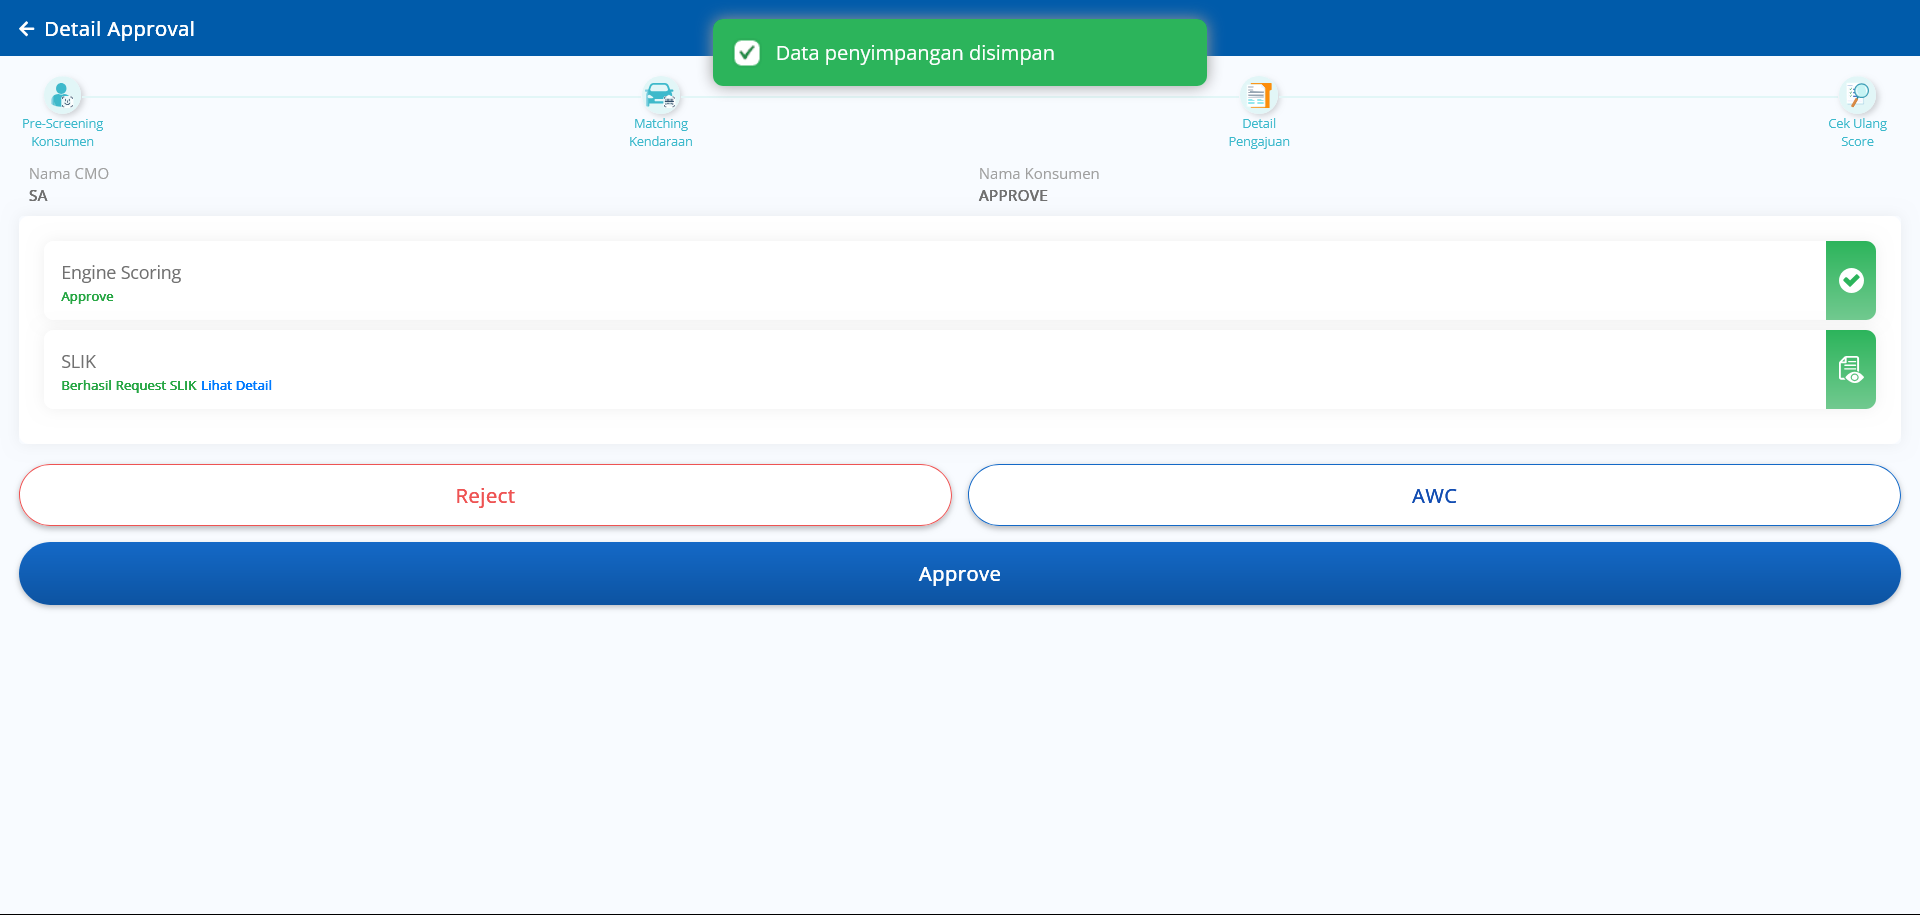 Detail Approval
Data penyimpangan disimpan
Pre-Screening
Konsumen
Matching
Kendaraan
Detail
Pengajuan
Cek Ulang
Score
Nama CMO
SA
Nama Konsumen
APPROVE
Engine Scoring
Approve
SLIK
Berhasil Request SLIK Lihat Detail
Reject
AWC
Approve